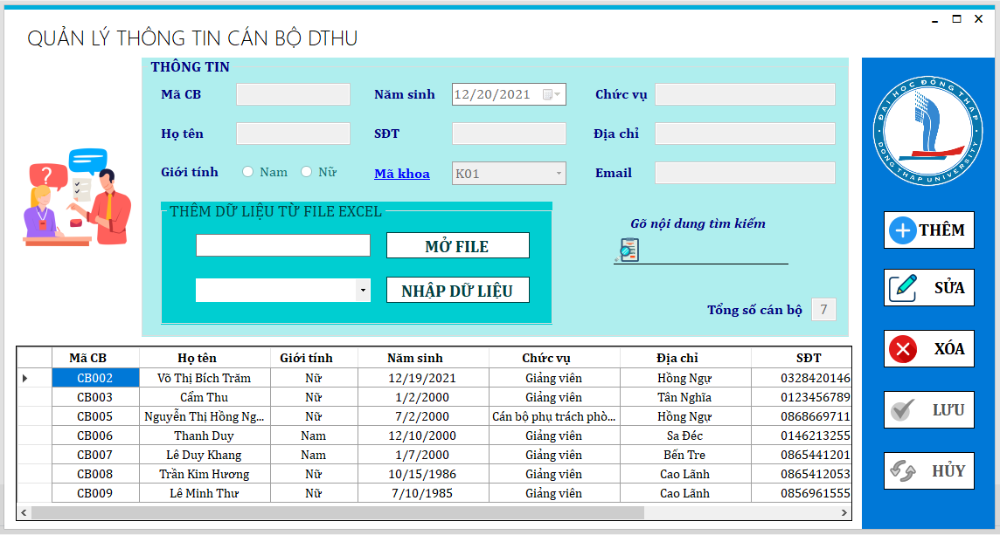 QUẢN LÝ THÔNG TIN CÁN BỘ DTHU
THÔNG TIN
Mã CB
Năm sinh 12/20/2021
Chức vụ
Họ tên
SĐT
Địa chỉ
Giới tính Nam Nữ
Mã khoa K01
Email
THÊM DỮ LIỆU TỪ FILE EXCEL
MỞ FILE
NHẬP DỮ LIỆU
Gõ nội dung tìm kiếm
Tổng số cán bộ 7
ĐẠI HỌC ĐỒNG THÁP
DONG THAP UNIVERSITY
THÊM
SỬA
XÓA
LƯU
HỦY
Mã CB Họ tên Giới tính Năm sinh Chức vụ Địa chỉ SĐT
CB002 Võ Thị Bích Trăm Nữ 12/19/2021 Giảng viên Hồng Ngự 0328420146
CB003 Cẩm Thu Nữ 1/2/2000 Giảng viên Tân Nghĩa 0123456789
CB005 Nguyễn Thị Hồng Ng... Nữ 7/2/2000 Cán bộ phụ trách phò... Hồng Ngự 0868669711
CB006 Thanh Duy Nam 12/10/2000 Giảng viên Sa Đéc 0146213255
CB007 Lê Duy Khang Nam 1/7/2000 Giảng viên Bến Tre 0865441201
CB008 Trần Kim Hương Nữ 10/15/1986 Giảng viên Cao Lãnh 0865412053
CB009 Lê Minh Thư Nữ 7/10/1985 Giảng viên Cao Lãnh 0856961555